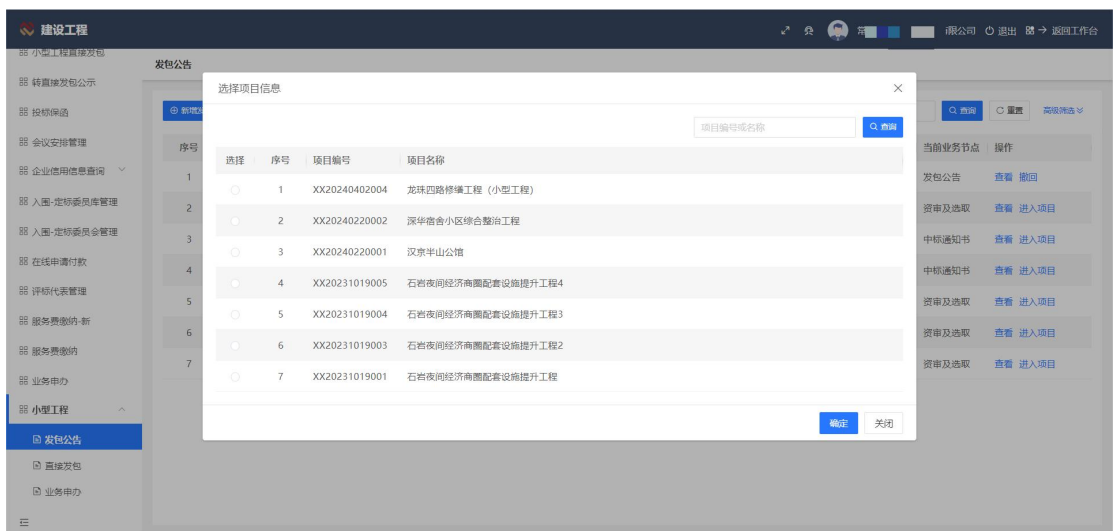 建设工程
限公司 退出 返回工作台
小型工程直接发包
转直接发包公示
投标保函
会议安排管理
企业信用信息查询
入围-定标委员库管理
入围-定标委员会管理
在线申请付款
评标代表管理
服务费缴纳-新
服务费缴纳
业务申办
小型工程
发包公告
直接发包
业务申办
发包公告
新增发
查询 重置 高级筛选
序号 当前业务节点 操作
1 发包公告 查看 撤回
2 资审及选取 查看 进入项目
3 中标通知书 查看 进入项目
4 中标通知书 查看 进入项目
5 资审及选取 查看 进入项目
6 资审及选取 查看 进入项目
7 资审及选取 查看 进入项目
选择项目信息
项目编号或名称 查询
选择 序号 项目编号 项目名称
1 XX20240402004 龙珠四路修缮工程（小型工程）
2 XX20240220002 深华宿舍小区综合整治工程
3 XX20240220001 汉京半山公馆
4 XX20231019005 石岩夜间经济商圈配套设施提升工程4
5 XX20231019004 石岩夜间经济商圈配套设施提升工程3
6 XX20231019003 石岩夜间经济商圈配套设施提升工程2
7 XX20231019001 石岩夜间经济商圈配套设施提升工程
确定 关闭